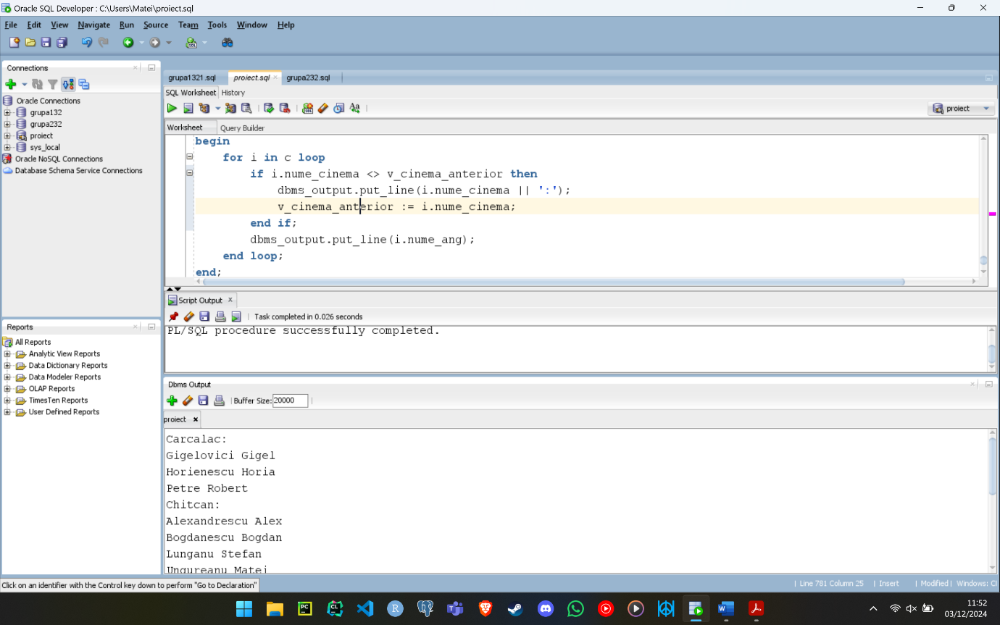 Oracle SQL Developer : C:\Users\Matei\proiect.sql
File Edit View Navigate Run Source Team Tools Window Help
Connections
Oracle Connections
grupa132
grupa232
proiect
sys_local
Oracle NoSQL Connections
Database Schema Service Connections
Reports
All Reports
Analytic View Reports
Data Dictionary Reports
Data Modeler Reports
OLAP Reports
TimesTen Reports
User Defined Reports
grupa1321.sql proiect.sql grupa232.sql
SQL Worksheet History
proiect
Worksheet Query Builder
begin
for i in c loop
if i.nume_cinema <> v_cinema_anterior then
dbms_output.put_line(i.nume_cinema || ':');
v_cinema_anterior := i.nume_cinema;
end if;
dbms_output.put_line(i.nume_ang);
end loop;
end;
Script Output
Task completed in 0.026 seconds
PL/SQL procedure successfully completed.
Dbms Output
Buffer Size: 20000
proiect
Carcalac:
Gigelovici Gigel
Horienescu Horia
Petre Robert
Chitcan:
Alexandrescu Alex
Bogdanescu Bogdan
Lunganu Stefan
Ungureanu Matei
Click on an identifier with the Control key down to perform "Go to Declaration"
| Line 781 Column 25 | Insert | Modified | Windows: Cl
11:52
03/12/2024